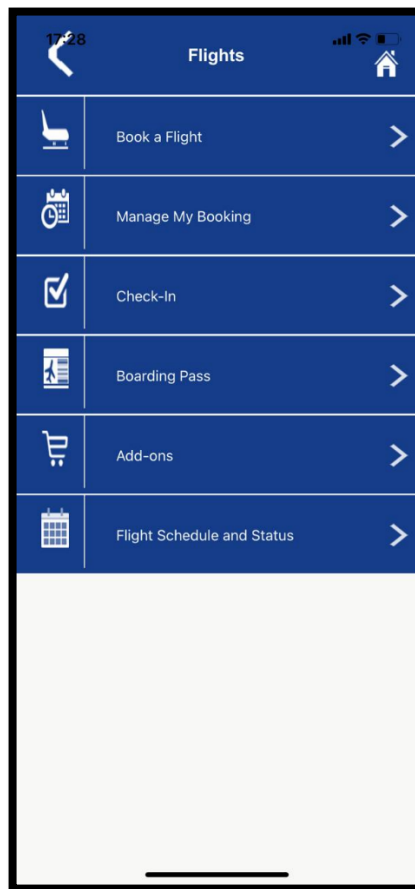 17:28
Flights
Book a Flight
Manage My Booking
Check-In
Boarding Pass
Add-ons
Flight Schedule and Status